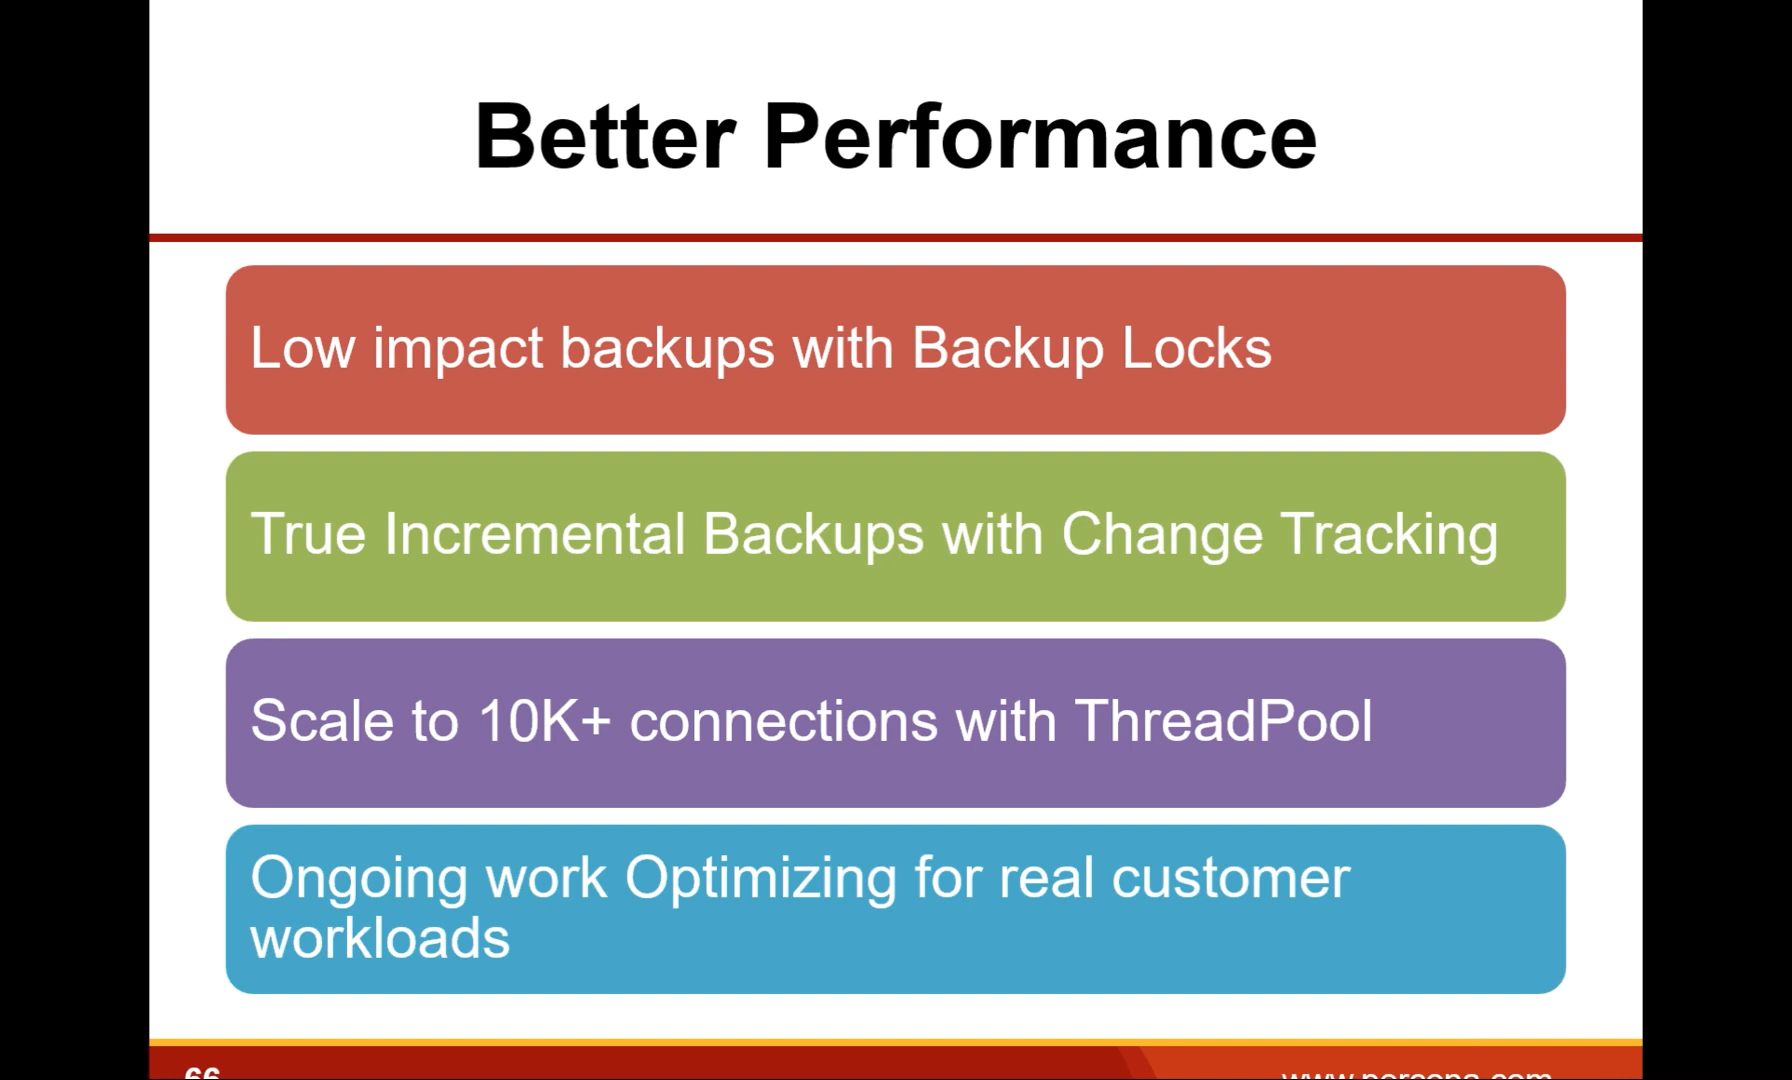 Better Performance
Low impact backups with Backup Locks
True Incremental Backups with Change Tracking
Scale to 10K+ connections with ThreadPool
Ongoing work Optimizing for real customer
workloads
66
www.percona.com